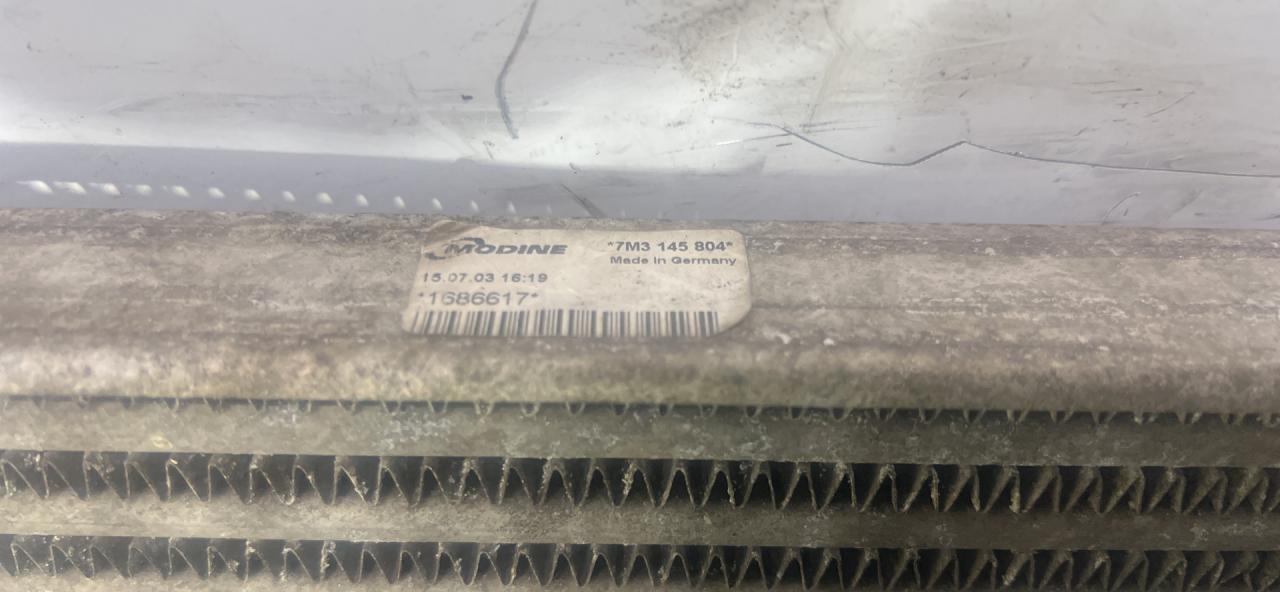 MODINE
*7M3 145 804*
Made in Germany
15.07.03 16:19
*1686617*